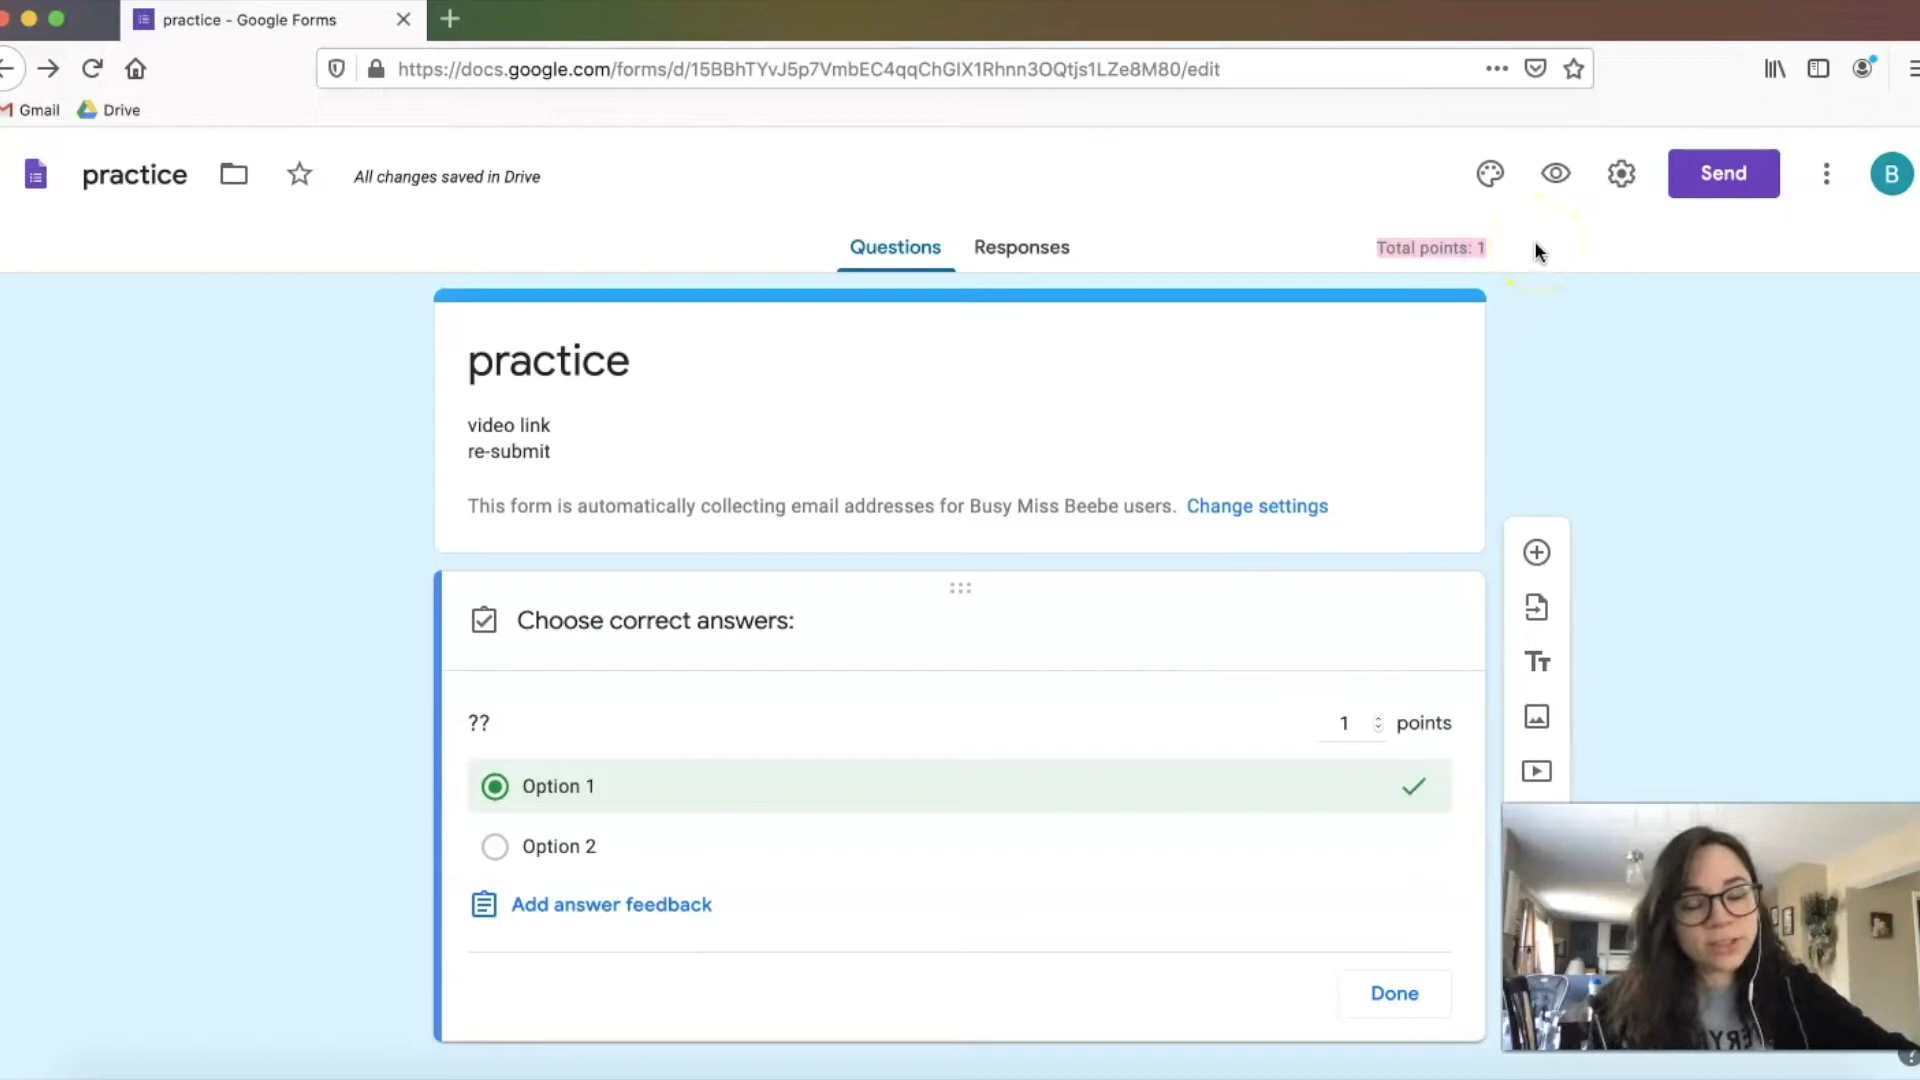 practice - Google Forms
https://docs.google.com/forms/d/15BBhTYvJ5p7VmbEC4qqChGIX1Rhnn3OQtjs1LZe8M80/edit
Gmail Drive
practice All changes saved in Drive Send B
Questions Responses Total points: 1
practice
video link
re-submit
This form is automatically collecting email addresses for Busy Miss Beebe users. Change settings
Choose correct answers:
?? 1 points
Option 1
Option 2
Add answer feedback
Done